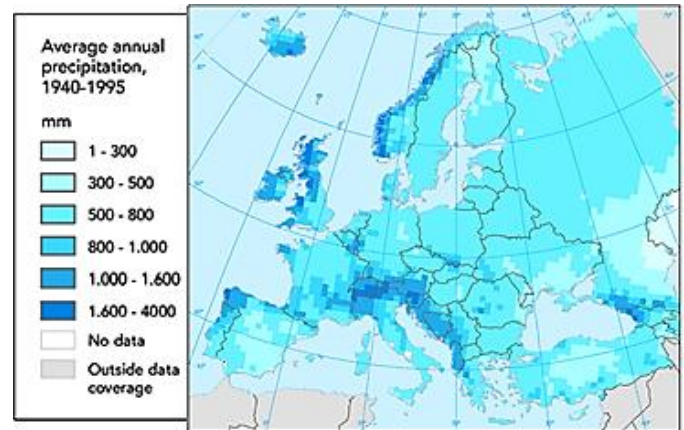 Average annual
precipitation,
1940-1995
mm
1 - 300
300 - 500
500 - 800
800 - 1.000
1.000 - 1.600
1.600 - 4000
No data
Outside data
coverage